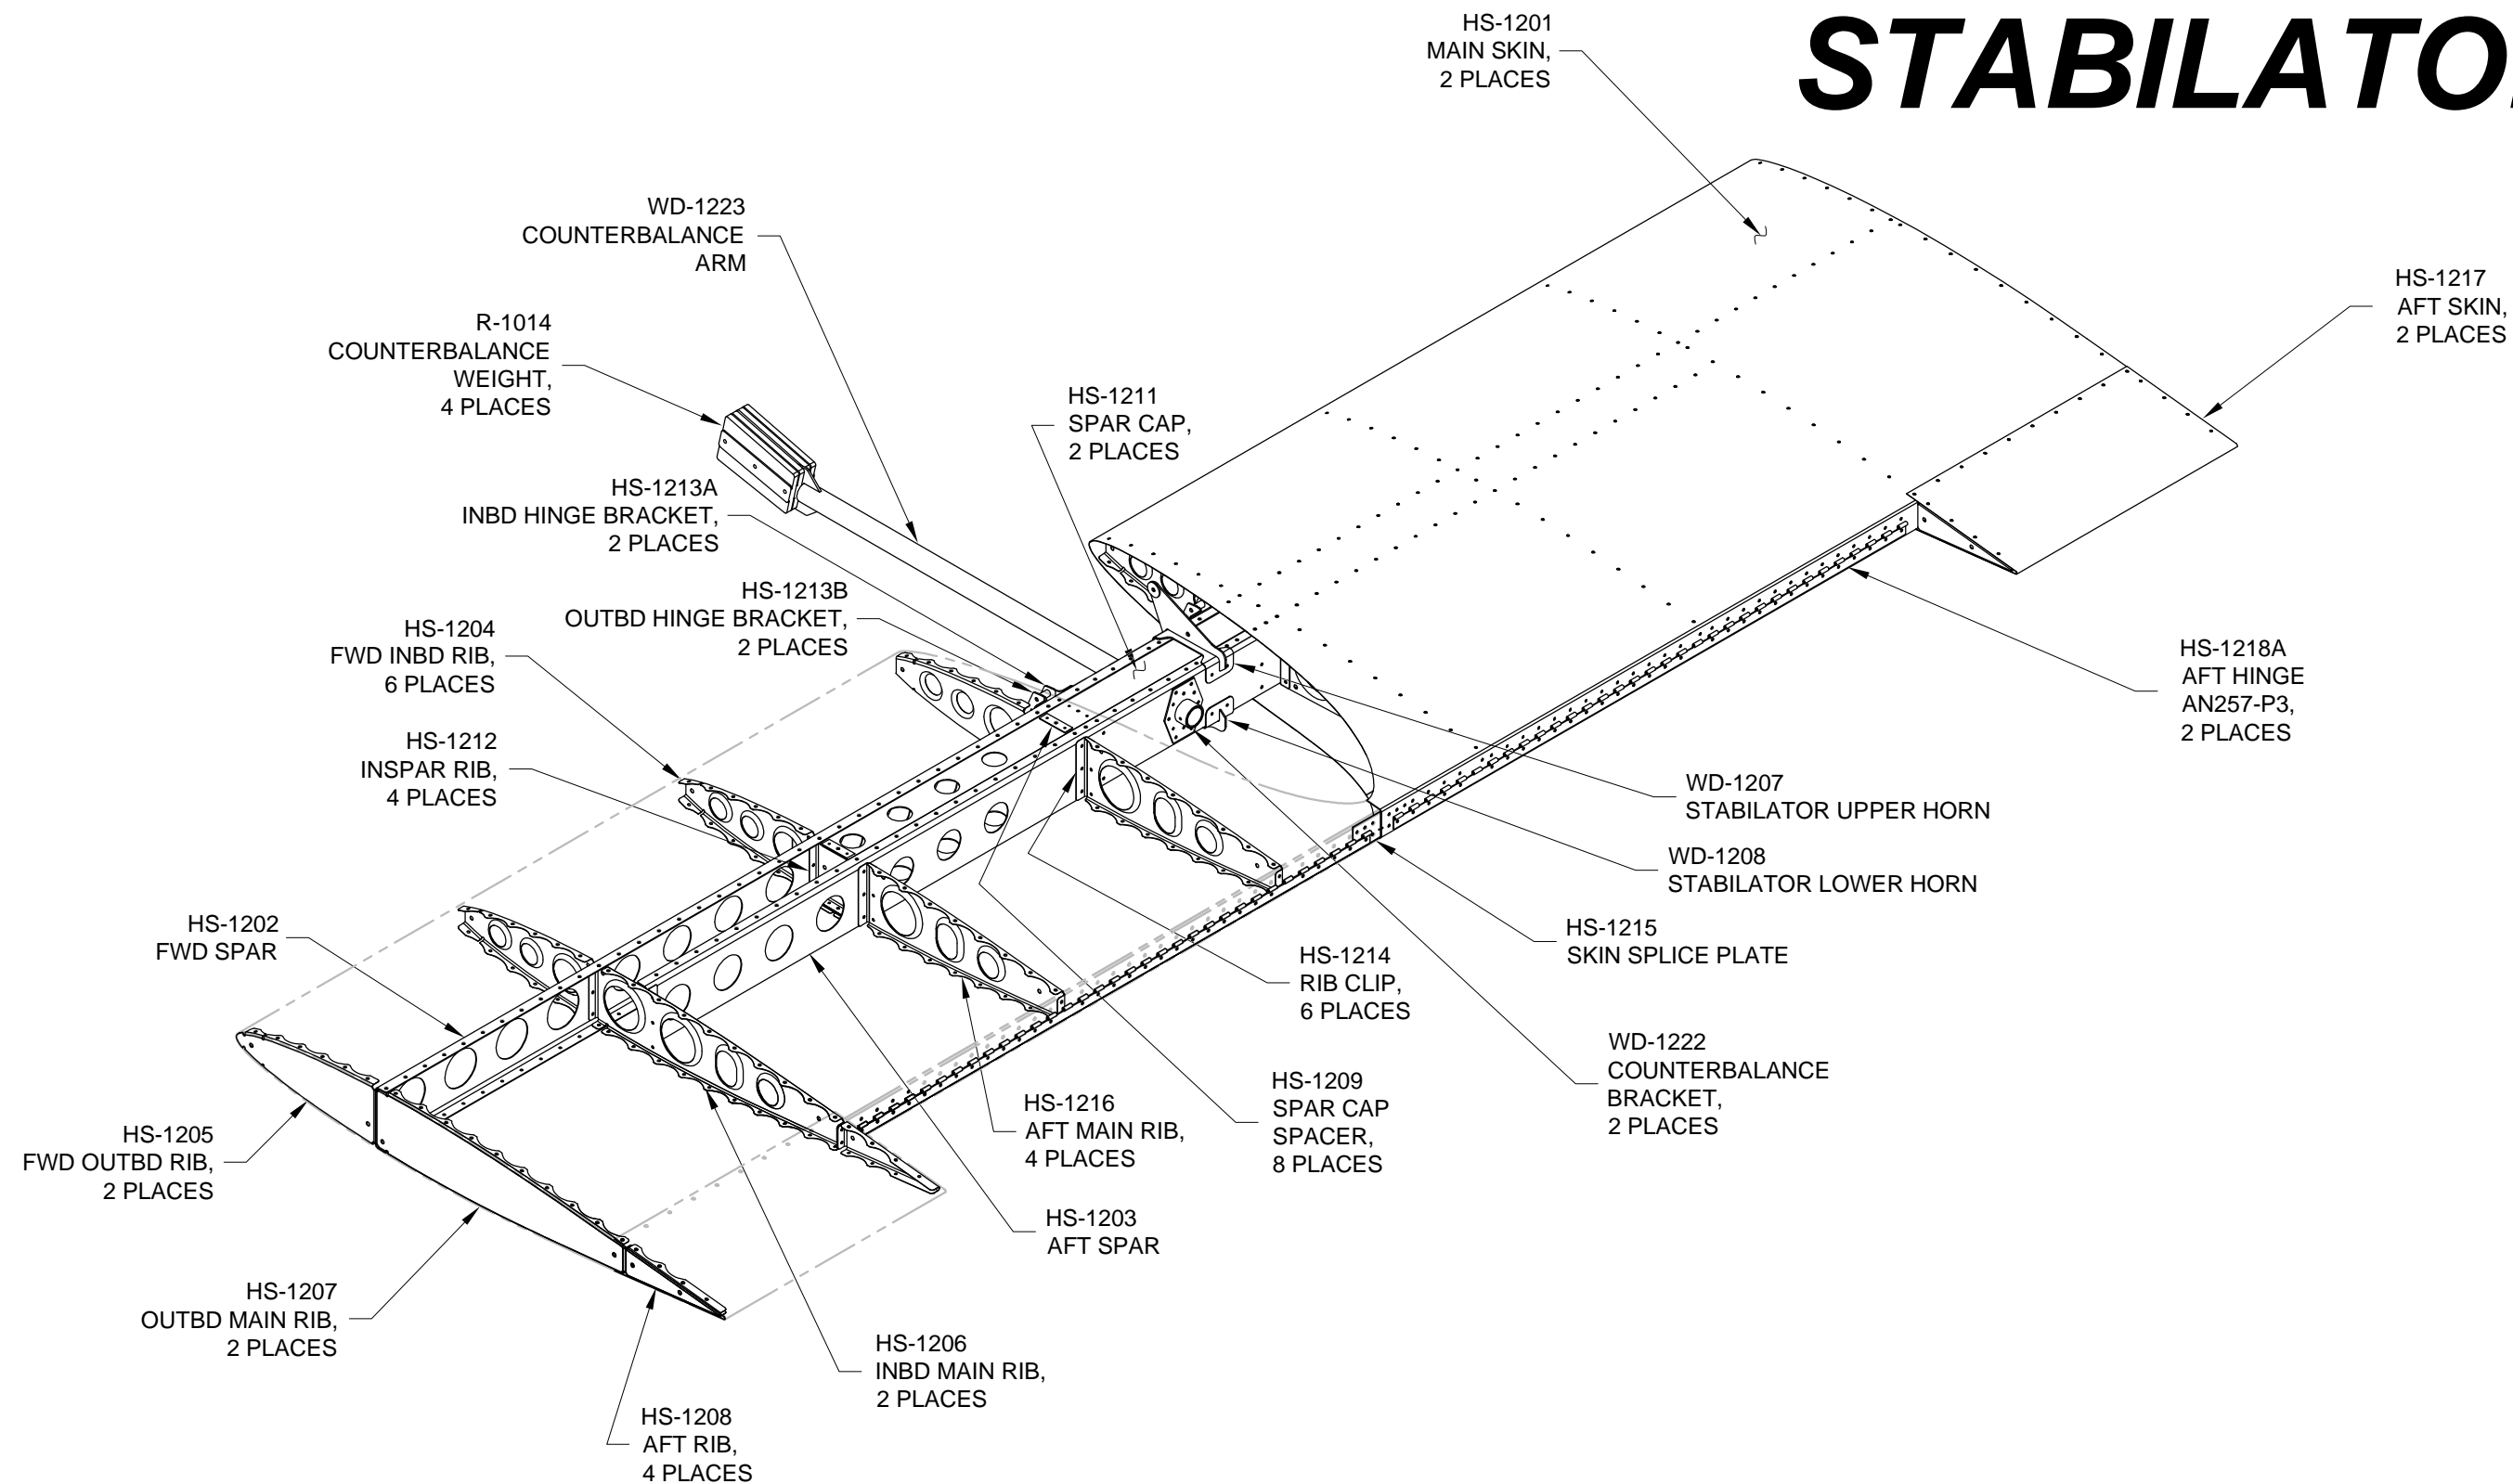 STABILATO
HS-1201
MAIN SKIN,
2 PLACES
WD-1223
COUNTERBALANCE
ARM
HS-1217
AFT SKIN,
2 PLACES
R-1014
COUNTERBALANCE
WEIGHT,
4 PLACES
HS-1211
SPAR CAP,
2 PLACES
HS-1213A
INBD HINGE BRACKET,
2 PLACES
HS-1213B
OUTBD HINGE BRACKET,
2 PLACES
HS-1204
FWD INBD RIB,
6 PLACES
HS-1218A
AFT HINGE
AN257-P3,
2 PLACES
HS-1212
INSPAR RIB,
4 PLACES
WD-1207
STABILATOR UPPER HORN
WD-1208
STABILATOR LOWER HORN
HS-1202
FWD SPAR
HS-1215
SKIN SPLICE PLATE
HS-1214
RIB CLIP,
6 PLACES
WD-1222
COUNTERBALANCE
BRACKET,
2 PLACES
HS-1209
SPAR CAP
SPACER,
8 PLACES
HS-1216
AFT MAIN RIB,
4 PLACES
HS-1205
FWD OUTBD RIB,
2 PLACES
HS-1203
AFT SPAR
HS-1207
OUTBD MAIN RIB,
2 PLACES
HS-1206
INBD MAIN RIB,
2 PLACES
HS-1208
AFT RIB,
4 PLACES